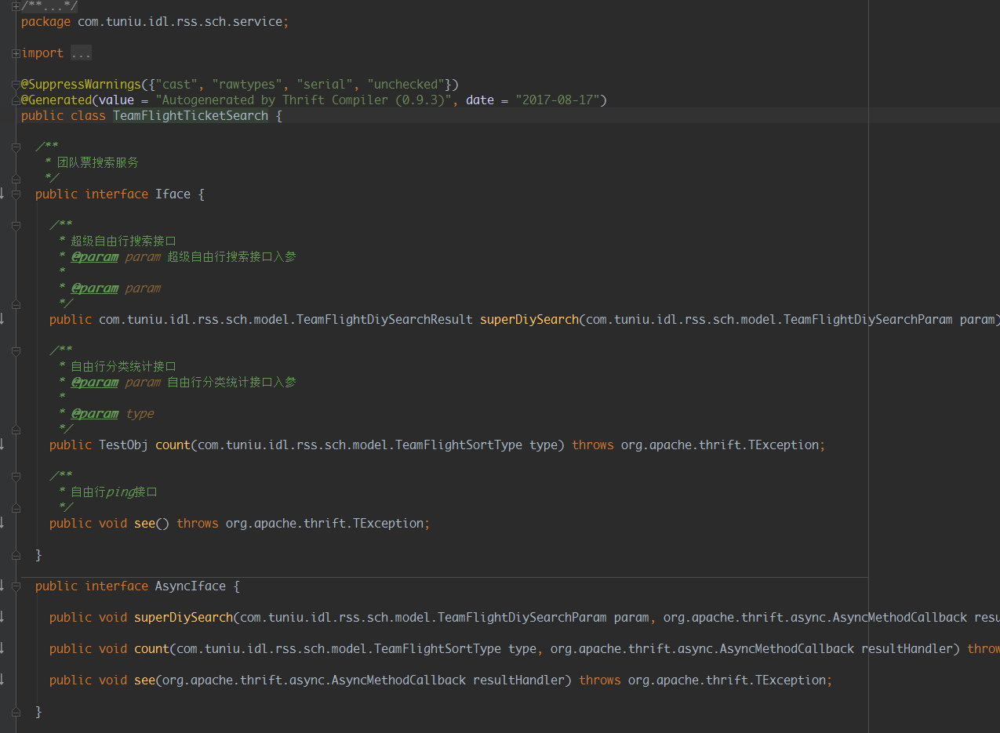 /**...*/
package com.tuniu.idl.rss.sch.service;
import ...
@SuppressWarnings({"cast", "rawtypes", "serial", "unchecked"})
@Generated(value = "Autogenerated by Thrift Compiler (0.9.3)", date = "2017-08-17")
public class TeamFlightTicketSearch {
/**
* 团队票搜索服务
*/
public interface Iface {
/**
* 超级自由行搜索接口
* @param param 超级自由行搜索接口入参
*
* @param param
*/
public com.tuniu.idl.rss.sch.model.TeamFlightDiySearchResult superDiySearch(com.tuniu.idl.rss.sch.model.TeamFlightDiySearchParam param)
/**
* 自由行分类统计接口
* @param param 自由行分类统计接口入参
*
* @param type
*/
public TestObj count(com.tuniu.idl.rss.sch.model.TeamFlightSortType type) throws org.apache.thrift.TException;
/**
* 自由行ping接口
*/
public void see() throws org.apache.thrift.TException;
}
public interface AsyncIface {
public void superDiySearch(com.tuniu.idl.rss.sch.model.TeamFlightDiySearchParam param, org.apache.thrift.async.AsyncMethodCallback resu
public void count(com.tuniu.idl.rss.sch.model.TeamFlightSortType type, org.apache.thrift.async.AsyncMethodCallback resultHandler) throw
public void see(org.apache.thrift.async.AsyncMethodCallback resultHandler) throws org.apache.thrift.TException;
}